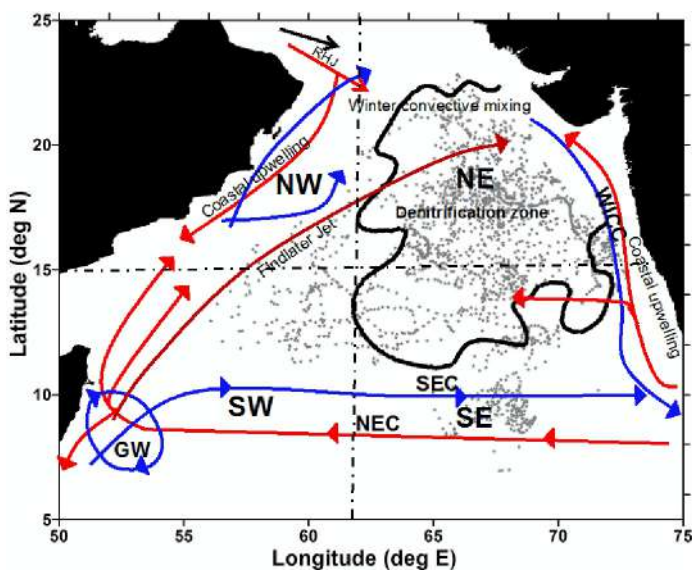 25
20
15
10
5
Latitude (deg N)
RHJ
Winter convective mixing
Coastal upwelling
NW
NE
Denitrification zone
WICC
Findlater Jet
Coastal upwelling
SEC
SW
SE
NEC
GW
50
55
60
65
70
75
Longitude (deg E)